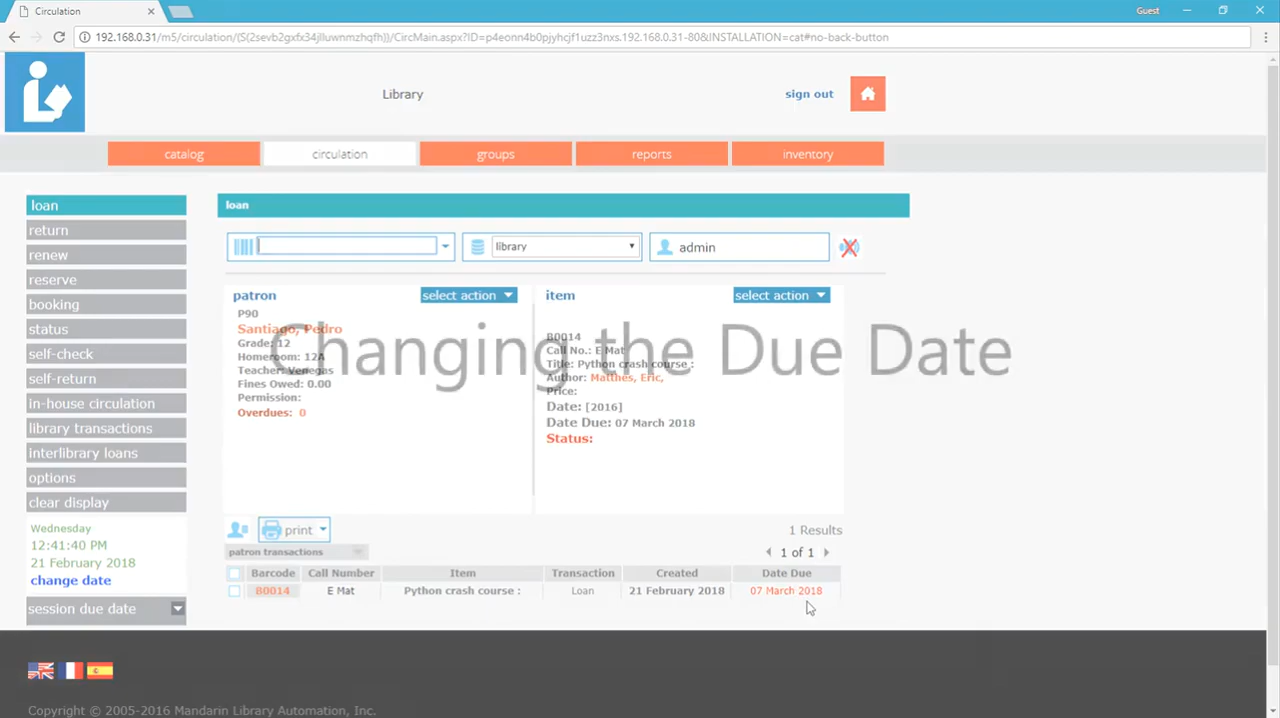 Circulation
Guest
192.168.0.31/m5/circulation/(S(2sevb2gxfx34jlluwnmzhqfh))/CircMain.aspx?ID=p4eonn4b0pjyhcjf1uzz3nxs.192.168.0.31-80&INSTALLATION=cat#no-back-button
Library
sign out
catalog
circulation
groups
reports
inventory
loan
return
renew
reserve
booking
status
self-check
self-return
in-house circulation
library transactions
interlibrary loans
options
clear display
Wednesday
12:41:40 PM
21 February 2018
change date
session due date
loan
library
admin
patron
select action
P90
Santiago, Pedro
Grade: 12
Homeroom: 12A
Teacher: Venegas
Fines Owed: 0.00
Permission:
Overdues: 0
item
select action
B0014
Call No.: E Mat
Title: Python crash course :
Author: Matthes, Eric,
Price:
Date: [2016]
Date Due: 07 March 2018
Status:
Changing the Due Date
print
1 Results
patron transactions
1 of 1
Barcode Call Number Item Transaction Created Date Due
B0014 E Mat Python crash course : Loan 21 February 2018 07 March 2018
Copyright © 2005-2016 Mandarin Library Automation, Inc.